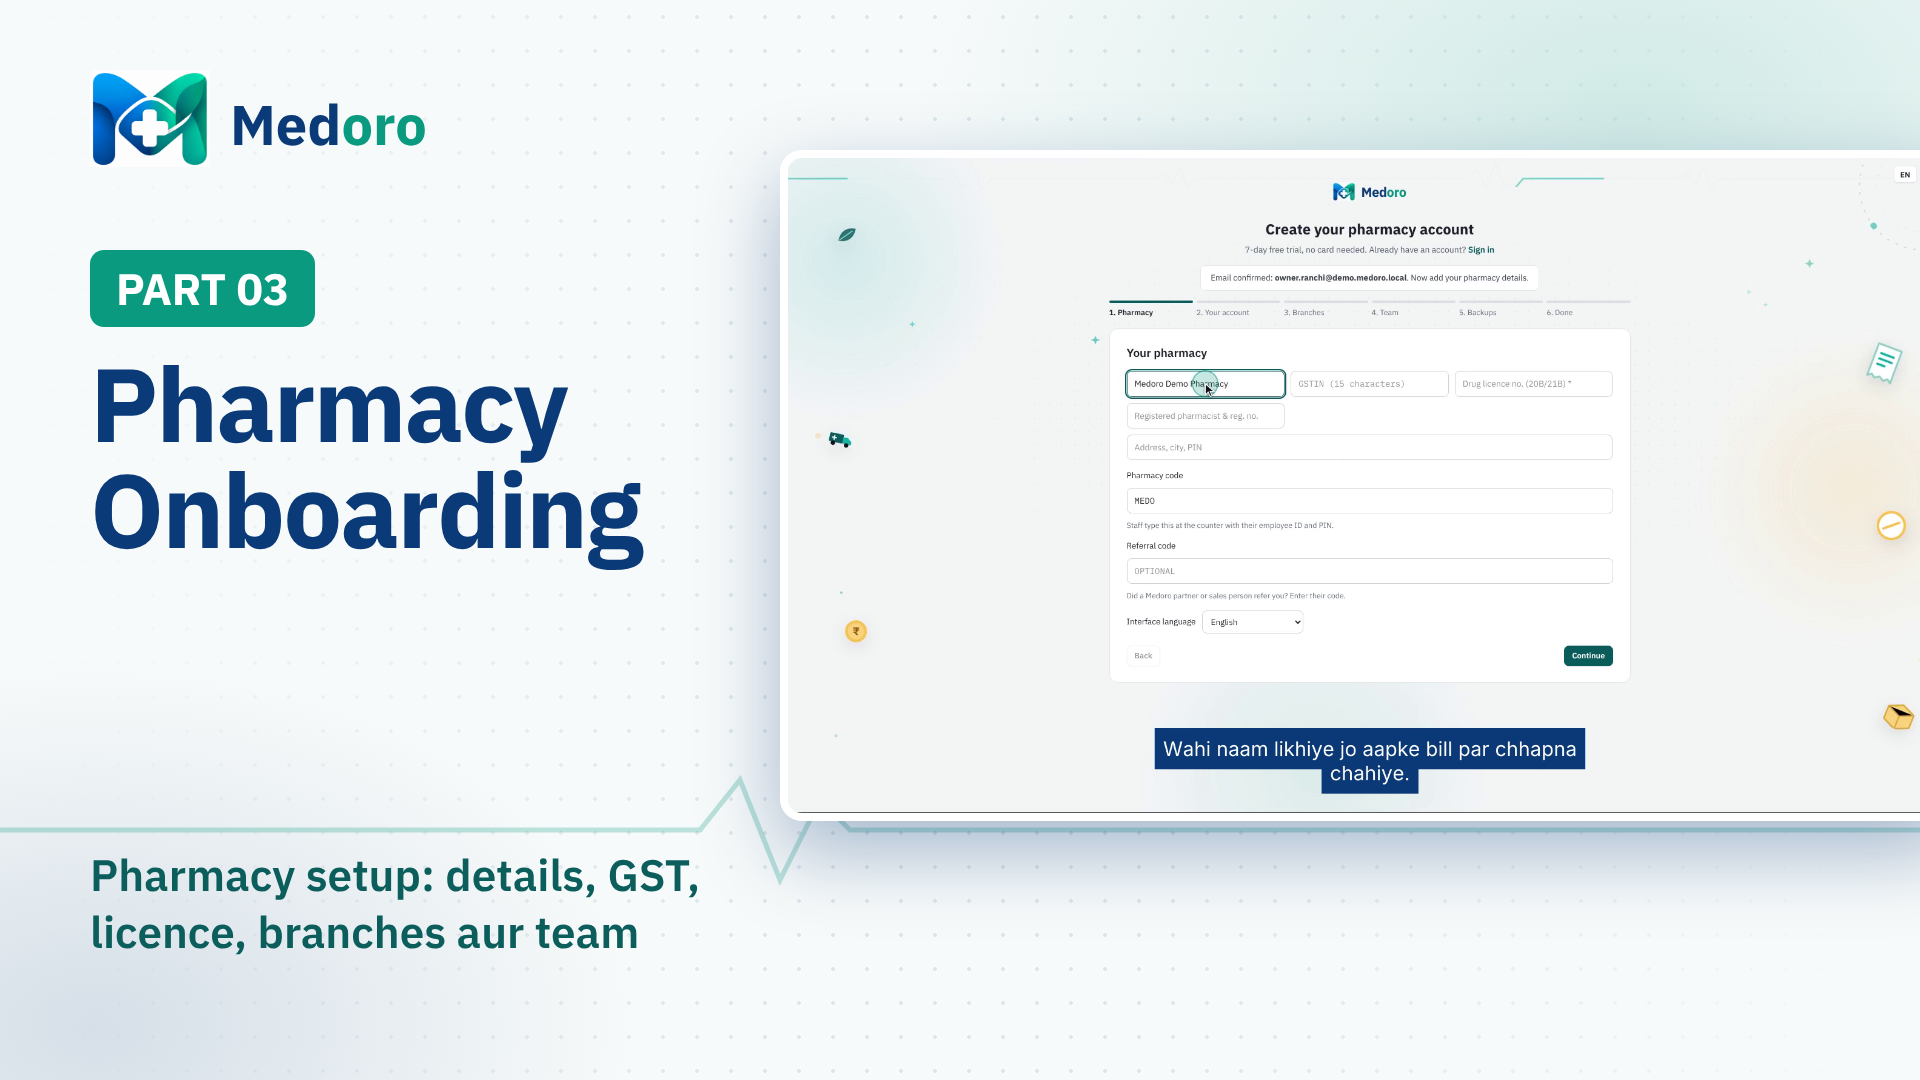 Medoro
PART 03
Pharmacy
Onboarding
Pharmacy setup: details, GST,
licence, branches aur team
EN
Medoro
Create your pharmacy account
7-day free trial, no card needed. Already have an account? Sign in
Email confirmed: owner.ranchi@demo.medoro.local. Now add your pharmacy details.
1. Pharmacy 2. Your account 3. Branches 4. Team 5. Backups 6. Done
Your pharmacy
Medoro Demo Pharmacy GSTIN (15 characters) Drug licence no. (20B/21B) *
Registered pharmacist & reg. no.
Address, city, PIN
Pharmacy code
MEDO
Staff type this at the counter with their employee ID and PIN.
Referral code
OPTIONAL
Did a Medoro partner or sales person refer you? Enter their code.
Interface language English
Back Continue
₹
Wahi naam likhiye jo aapke bill par chhapna
chahiye.